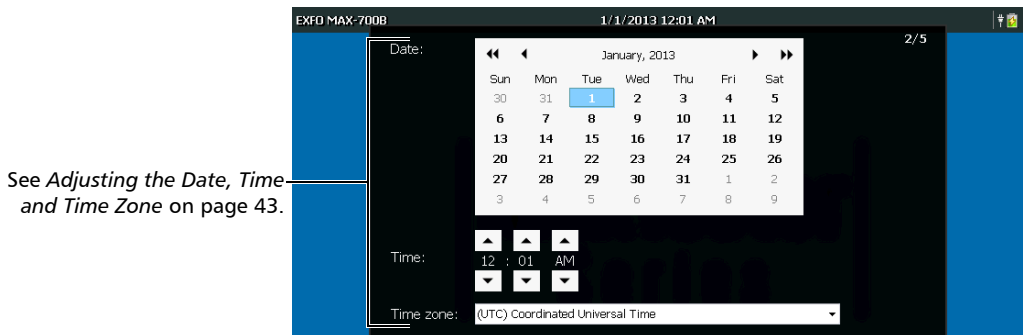 EXFO MAX-700B 1/1/2013 12:01 AM
2/5
Date:
January, 2013
Sun Mon Tue Wed Thu Fri Sat
30 31 1 2 3 4 5
6 7 8 9 10 11 12
13 14 15 16 17 18 19
20 21 22 23 24 25 26
27 28 29 30 31 1 2
3 4 5 6 7 8 9
See Adjusting the Date, Time
and Time Zone on page 43.
Time:
12 : 01 AM
Time zone: (UTC) Coordinated Universal Time